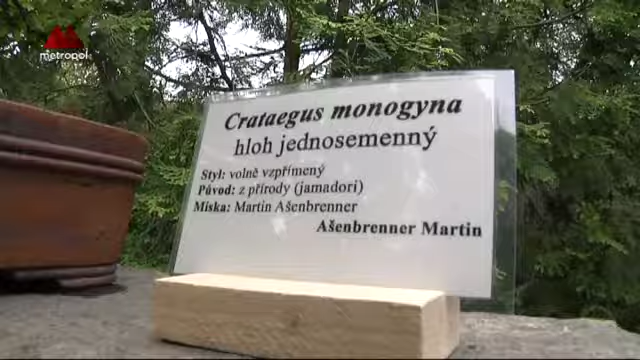 metropol
Crataegus monogyna
hloh jednosemenný
Styl: volně vzpřímený
Původ: z přírody (jamadori)
Miska: Martin Ašenbrenner
Ašenbrenner Martin